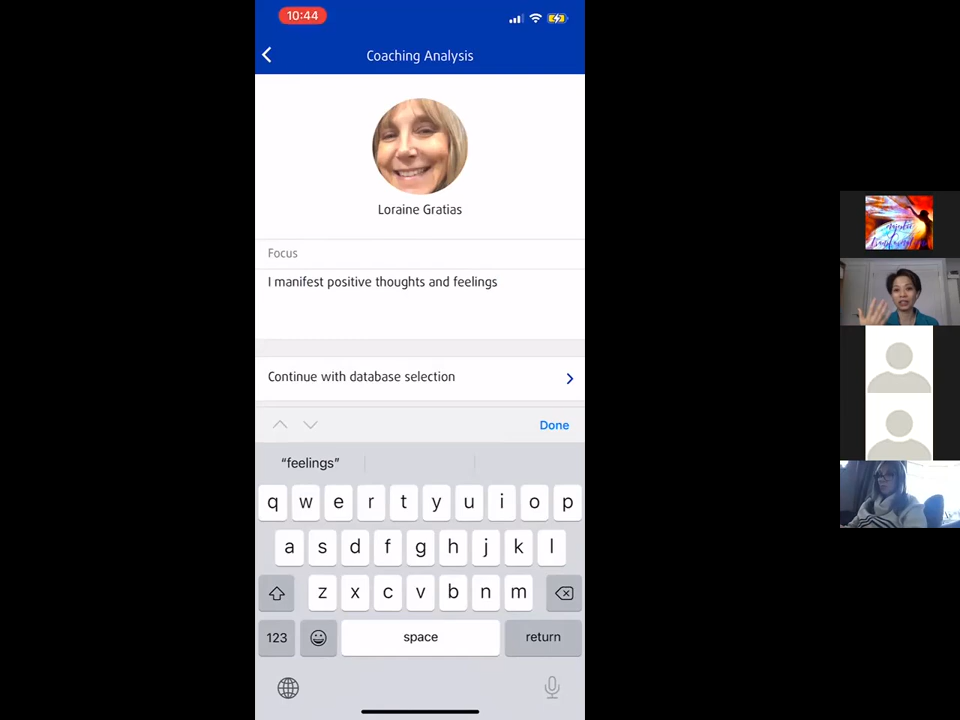 10:44
Coaching Analysis
Loraine Gratias
Focus
I manifest positive thoughts and feelings
Continue with database selection
Done
“feelings”
q w e r t y u i o p
a s d f g h j k l
z x c v b n m
123 space return